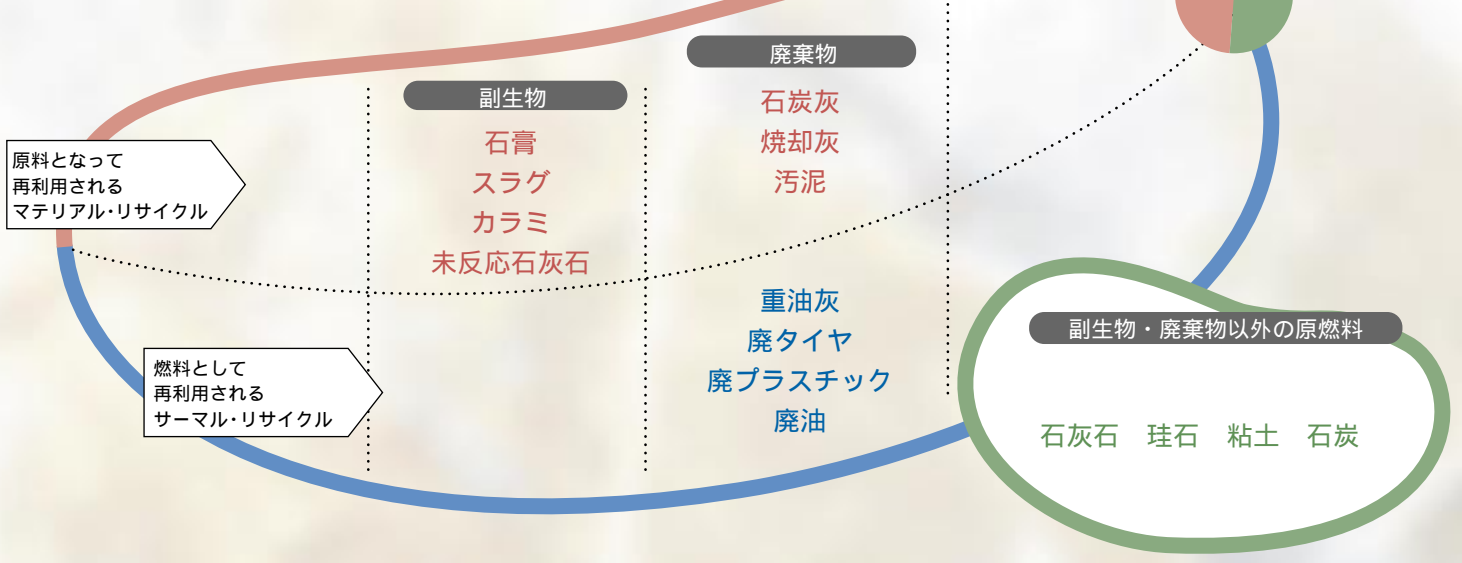 原料となって
再利用される
マテリアル・リサイクル
燃料として
再利用される
サーマル・リサイクル
副生物
石膏
スラグ
カラミ
未反応石灰石
廃棄物
石炭灰
焼却灰
汚泥
重油灰
廃タイヤ
廃プラスチック
廃油
副生物・廃棄物以外の原燃料
石灰石 珪石 粘土 石炭